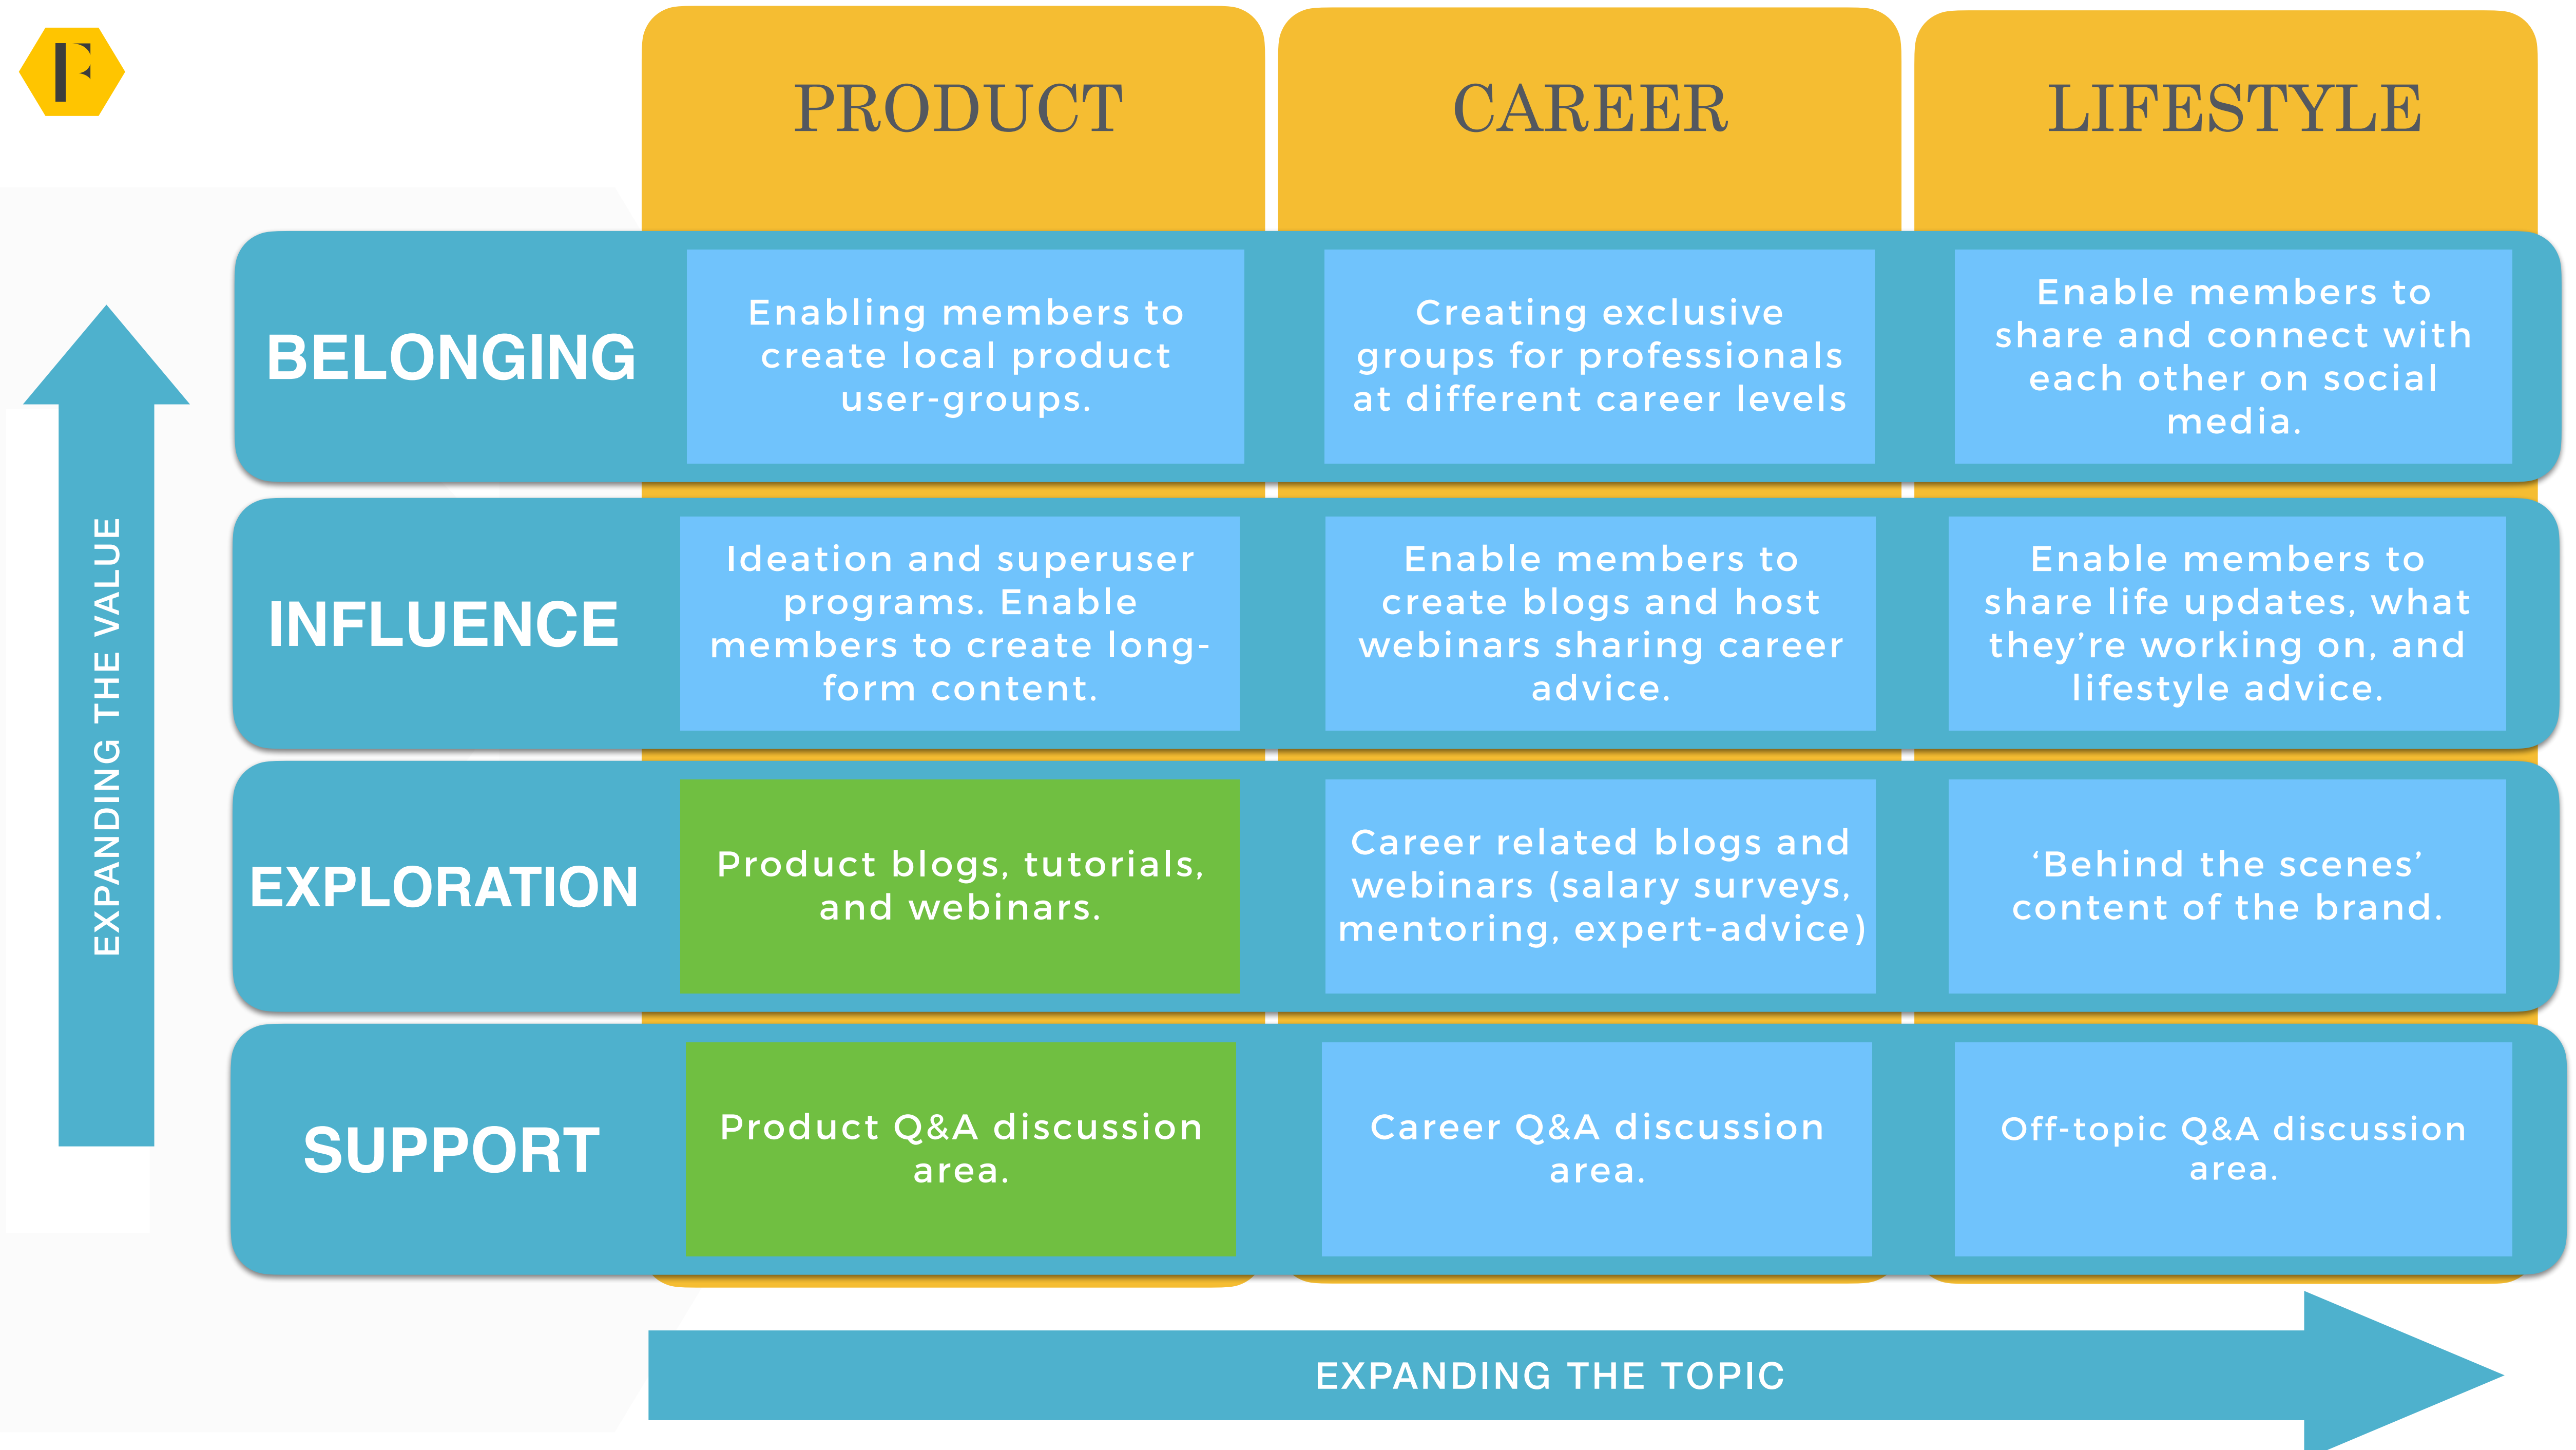 F
PRODUCT
CAREER
LIFESTYLE
EXPANDING THE VALUE
BELONGING
Enabling members to
create local product
user-groups.
Creating exclusive
groups for professionals
at different career levels
Enable members to
share and connect with
each other on social
media.
INFLUENCE
Ideation and superuser
programs. Enable
members to create long-
form content.
Enable members to
create blogs and host
webinars sharing career
advice.
Enable members to
share life updates, what
they’re working on, and
lifestyle advice.
EXPLORATION
Product blogs, tutorials,
and webinars.
Career related blogs and
webinars (salary surveys,
mentoring, expert-advice)
‘Behind the scenes’
content of the brand.
SUPPORT
Product Q&A discussion
area.
Career Q&A discussion
area.
Off-topic Q&A discussion
area.
EXPANDING THE TOPIC